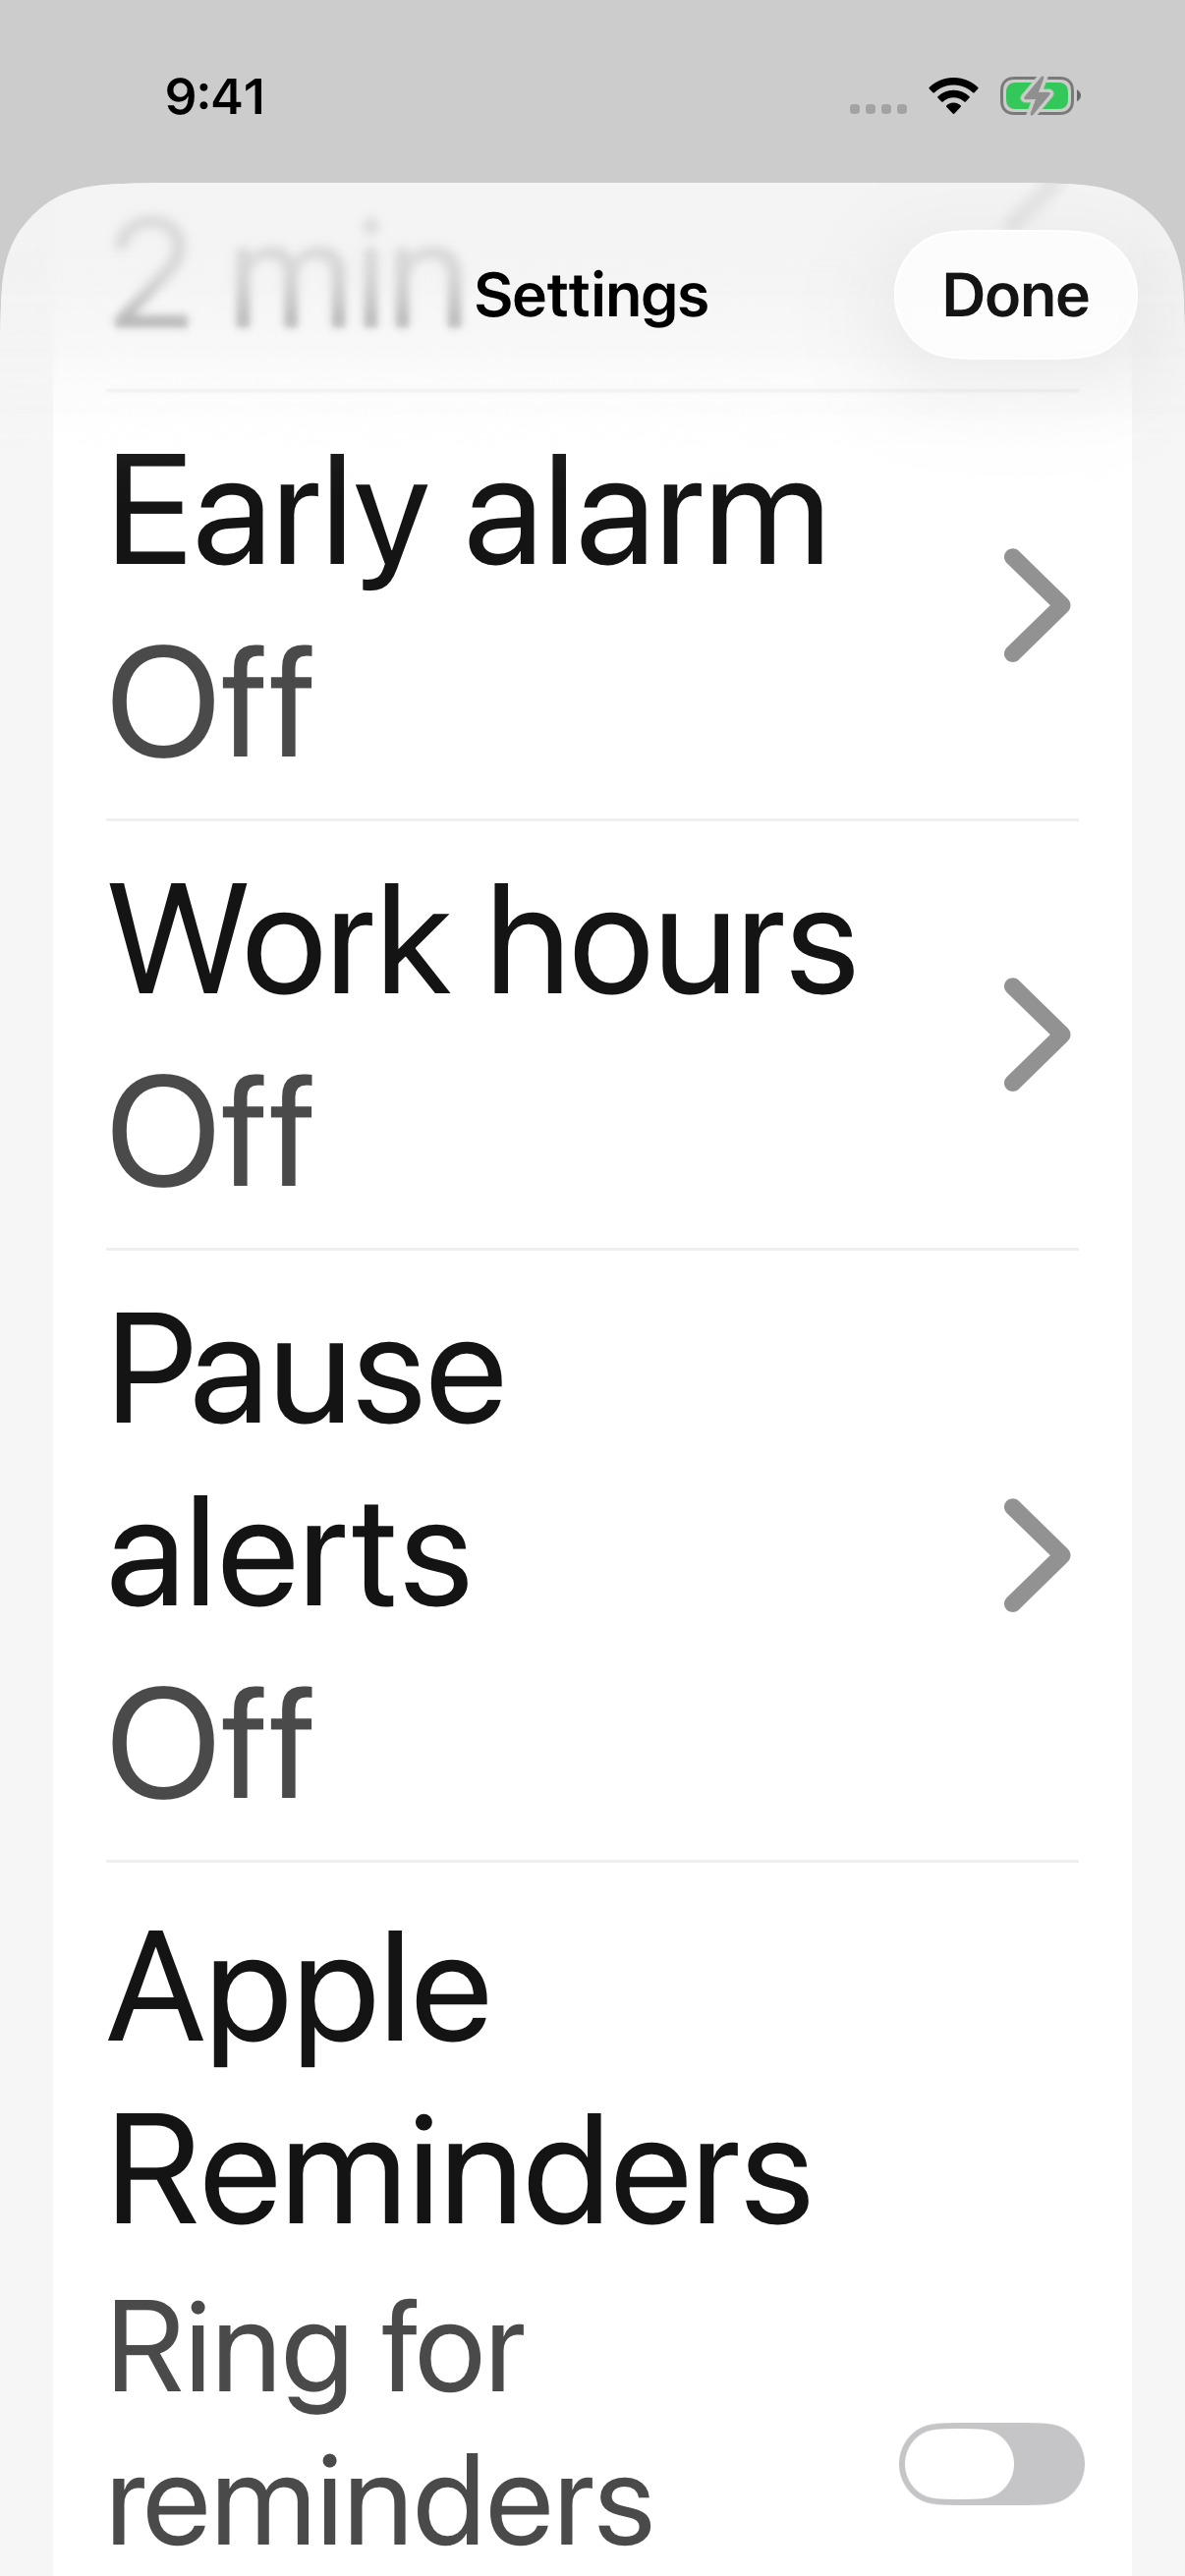 9:41
2 min
Settings
Done
Early alarm
Off
Work hours
Off
Pause
alerts
Off
Apple
Reminders
Ring for
reminders